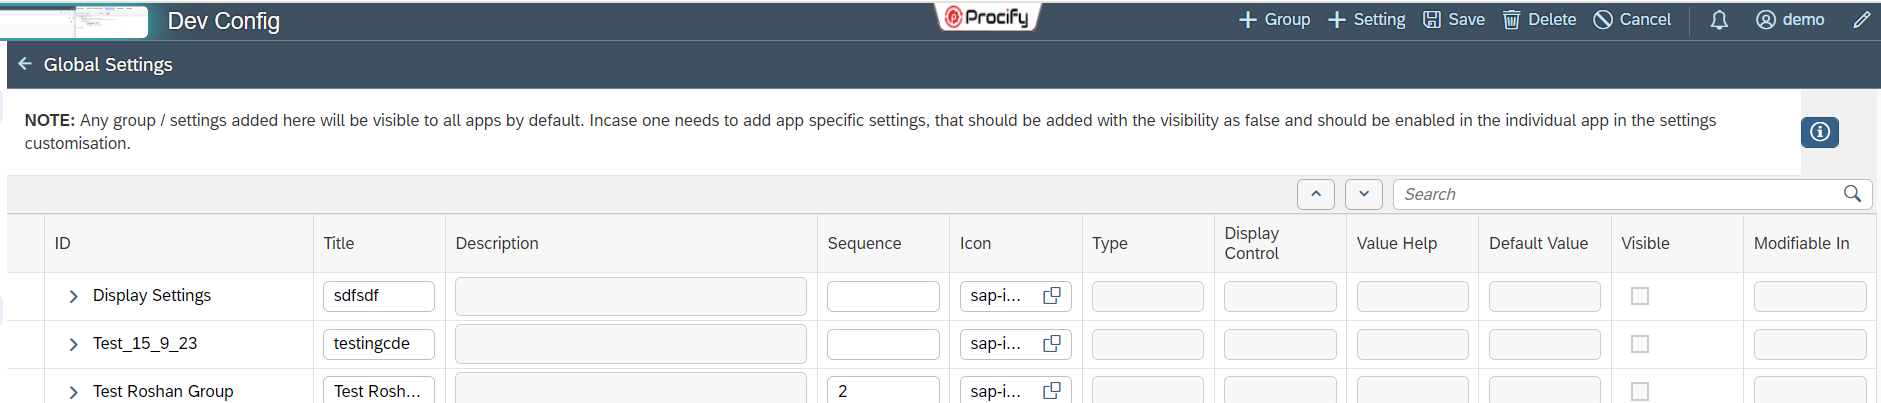 Dev Config
Procify
Group
Setting
Save
Delete
Cancel
demo
Global Settings
NOTE: Any group / settings added here will be visible to all apps by default. Incase one needs to add app specific settings, that should be added with the visibility as false and should be enabled in the individual app in the settings
customisation.
Search
ID
Title
Description
Sequence
Icon
Type
Display
Control
Value Help
Default Value
Visible
Modifiable In
Display Settings
sdfsdf
sap-i...
Test_15_9_23
testingcde
sap-i...
Test Roshan Group
Test Rosh...
2
sap-i...